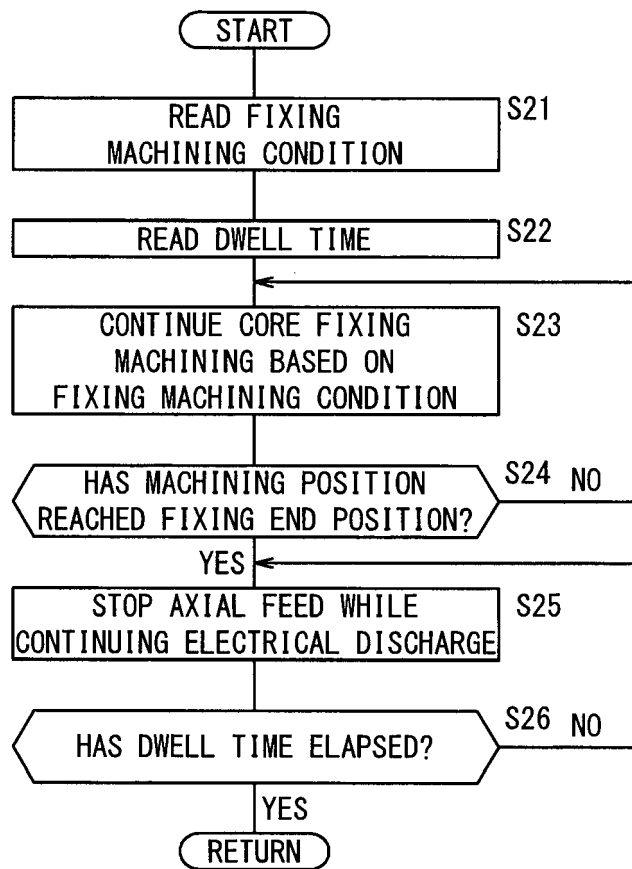 START
READ FIXING
MACHINING CONDITION
S21
READ DWELL TIME
S22
CONTINUE CORE FIXING
MACHINING BASED ON
FIXING MACHINING CONDITION
S23
HAS MACHINING POSITION
REACHED FIXING END POSITION?
S24 NO
YES
STOP AXIAL FEED WHILE
CONTINUING ELECTRICAL DISCHARGE
S25
HAS DWELL TIME ELAPSED?
S26 NO
YES
RETURN